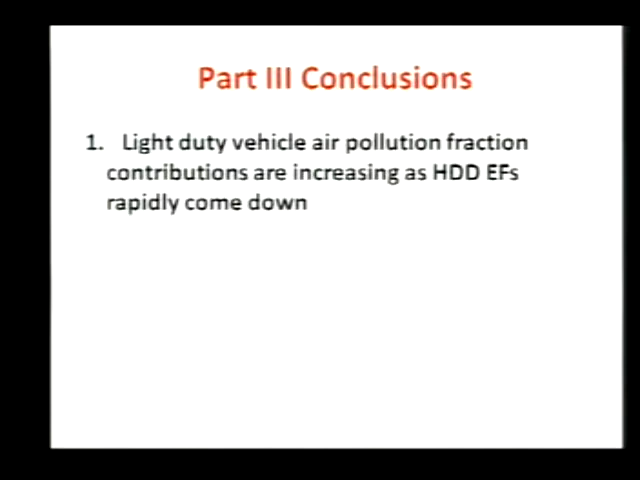 Part III Conclusions
1. Light duty vehicle air pollution fraction
contributions are increasing as HDD EFs
rapidly come down